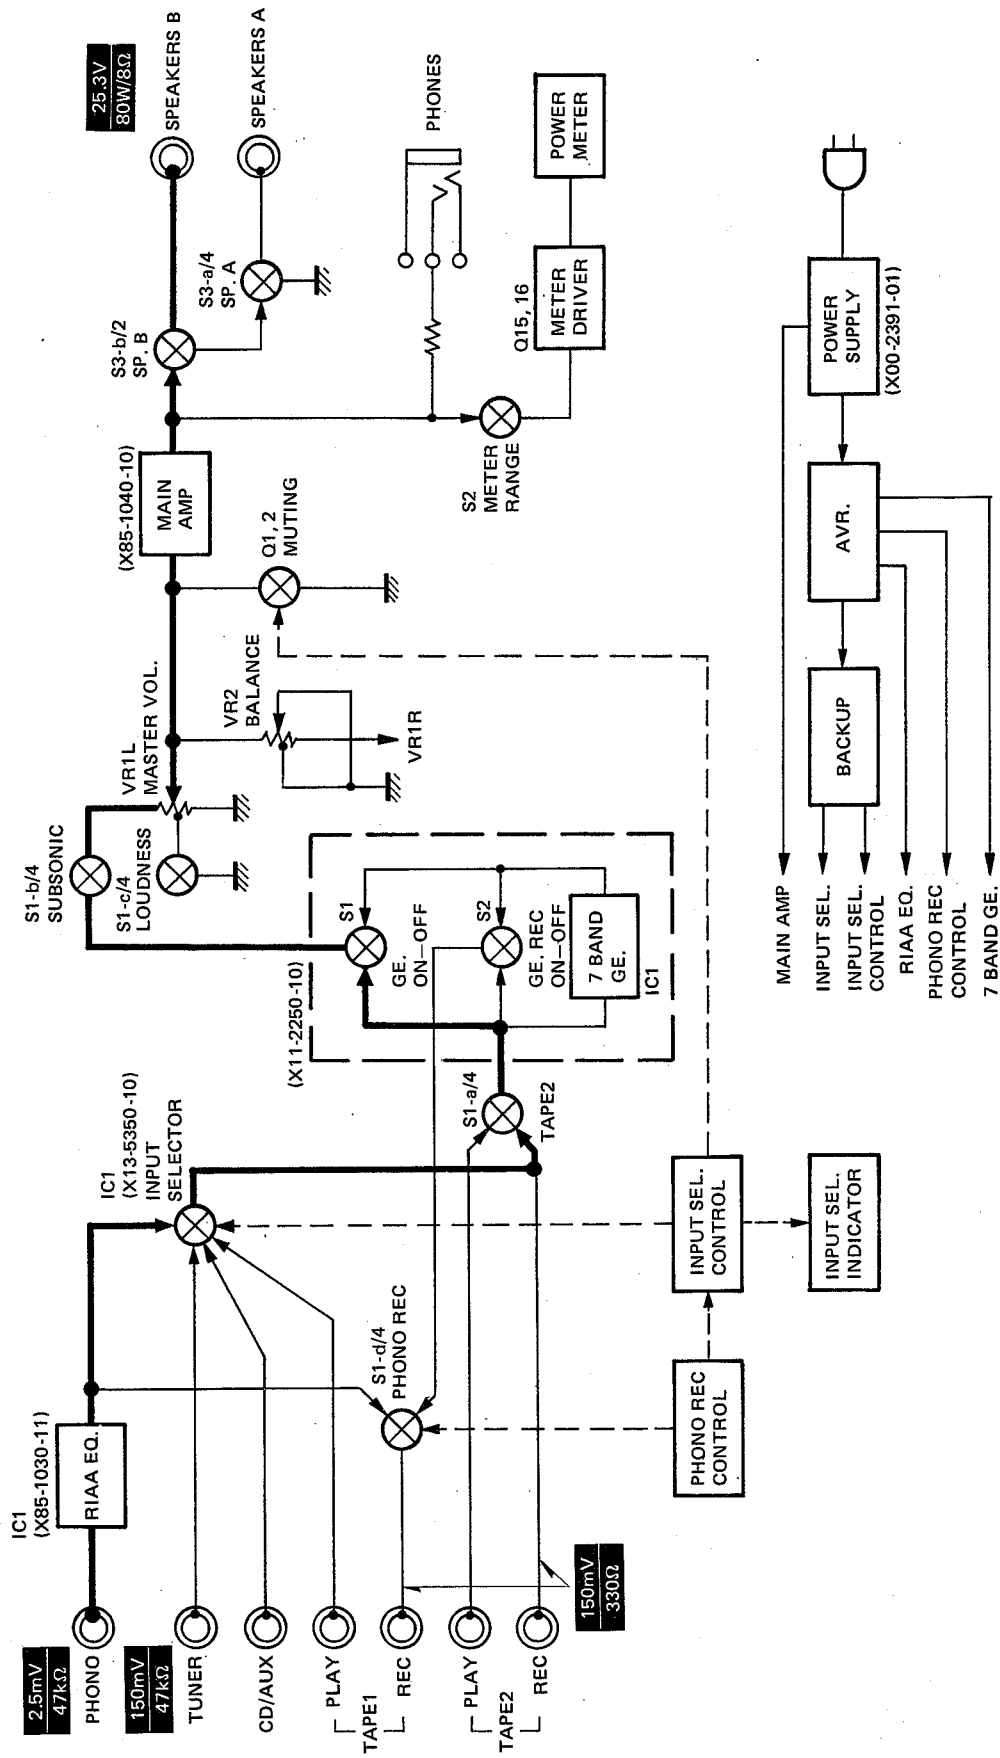 2.5mV
47kΩ
PHONO
150mV
47kΩ
TUNER
CD/AUX
PLAY
TAPE1
REC
PLAY
TAPE2
REC
150mV
330Ω
IC1
(X85-1030-11)
RIAA EQ.
IC1
(X13-5350-10)
INPUT
SELECTOR
S1-d/4
PHONO REC
PHONO REC
CONTROL
INPUT SEL.
CONTROL
INPUT SEL.
INDICATOR
S1-a/4
TAPE2
(X11-2250-10)
S1
GE.
ON—OFF
S2
GE. REC
ON—OFF
7 BAND
GE.
IC1
S1-b/4
SUBSONIC
S1-c/4
LOUDNESS
VR1L
MASTER VOL.
VR2
BALANCE
VR1R
Q1, 2
MUTING
(X85-1040-10)
MAIN
AMP
S3-b/2
SP. B
S3-a/4
SP. A
25.3V
80W/8Ω
SPEAKERS B
SPEAKERS A
PHONES
S2
METER
RANGE
Q15, 16
METER
DRIVER
POWER
METER
MAIN AMP
INPUT SEL.
INPUT SEL.
CONTROL
RIAA EQ.
PHONO REC
CONTROL
7 BAND GE.
BACKUP
AVR.
POWER
SUPPLY
(X00-2391-01)